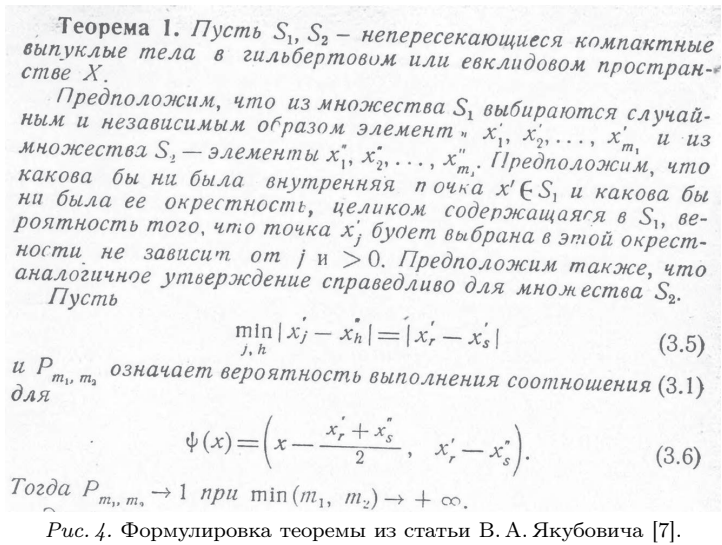 Теорема 1. Пусть S₁, S₂ — непересекающиеся компактные
выпуклые тела в гильбертовом или евклидовом простран-
стве X.
Предположим, что из множества S₁ выбираются случай-
ным и независимым образом элемент ы x′₁, x′₂, . . . , x′ₘ₁ и из
множества S₂ — элементы x″₁, x″₂, . . . , x″ₘ₂. Предположим, что
какова бы ни была внутренняя точка x′ ∈ S₁ и какова бы
ни была ее окрестность, целиком содержащаяся в S₁, ве-
роятность того, что точка x′ⱼ будет выбрана в этой окрест-
ности не зависит от j и > 0. Предположим также, что
аналогичное утверждение справедливо для множества S₂.
Пусть
min |x′ⱼ − x″ₕ| = |x′ᵣ − x′ₛ| (3.5)
j, h
и Pₘ₁, ₘ₂ означает вероятность выполнения соотношения (3.1)
для
ψ(x) = (x − (x′ᵣ + x″ₛ)/2 , x′ᵣ − x″ₛ). (3.6)
Тогда Pₘ₁, ₘ₂ → 1 при min(m₁, m₂) → + ∞.
Рис. 4. Формулировка теоремы из статьи В. А. Якубовича [7].